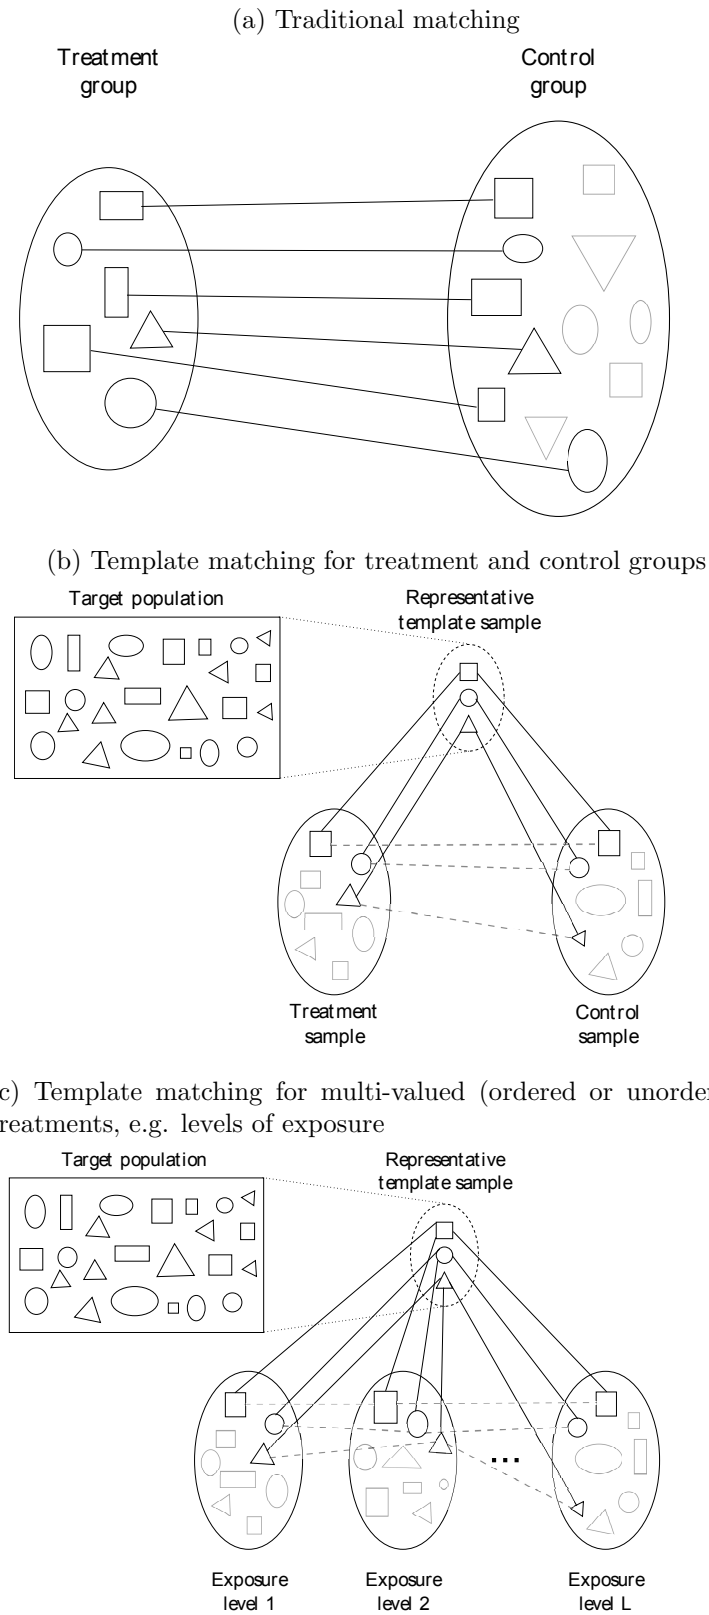 (a) Traditional matching
Treatment group
Control group
(b) Template matching for treatment and control groups
Target population
Representative template sample
Treatment sample
Control sample
c) Template matching for multi-valued (ordered or unorder
reatments, e.g. levels of exposure
Target population
Representative template sample
...
Exposure level 1
Exposure level 2
Exposure level L